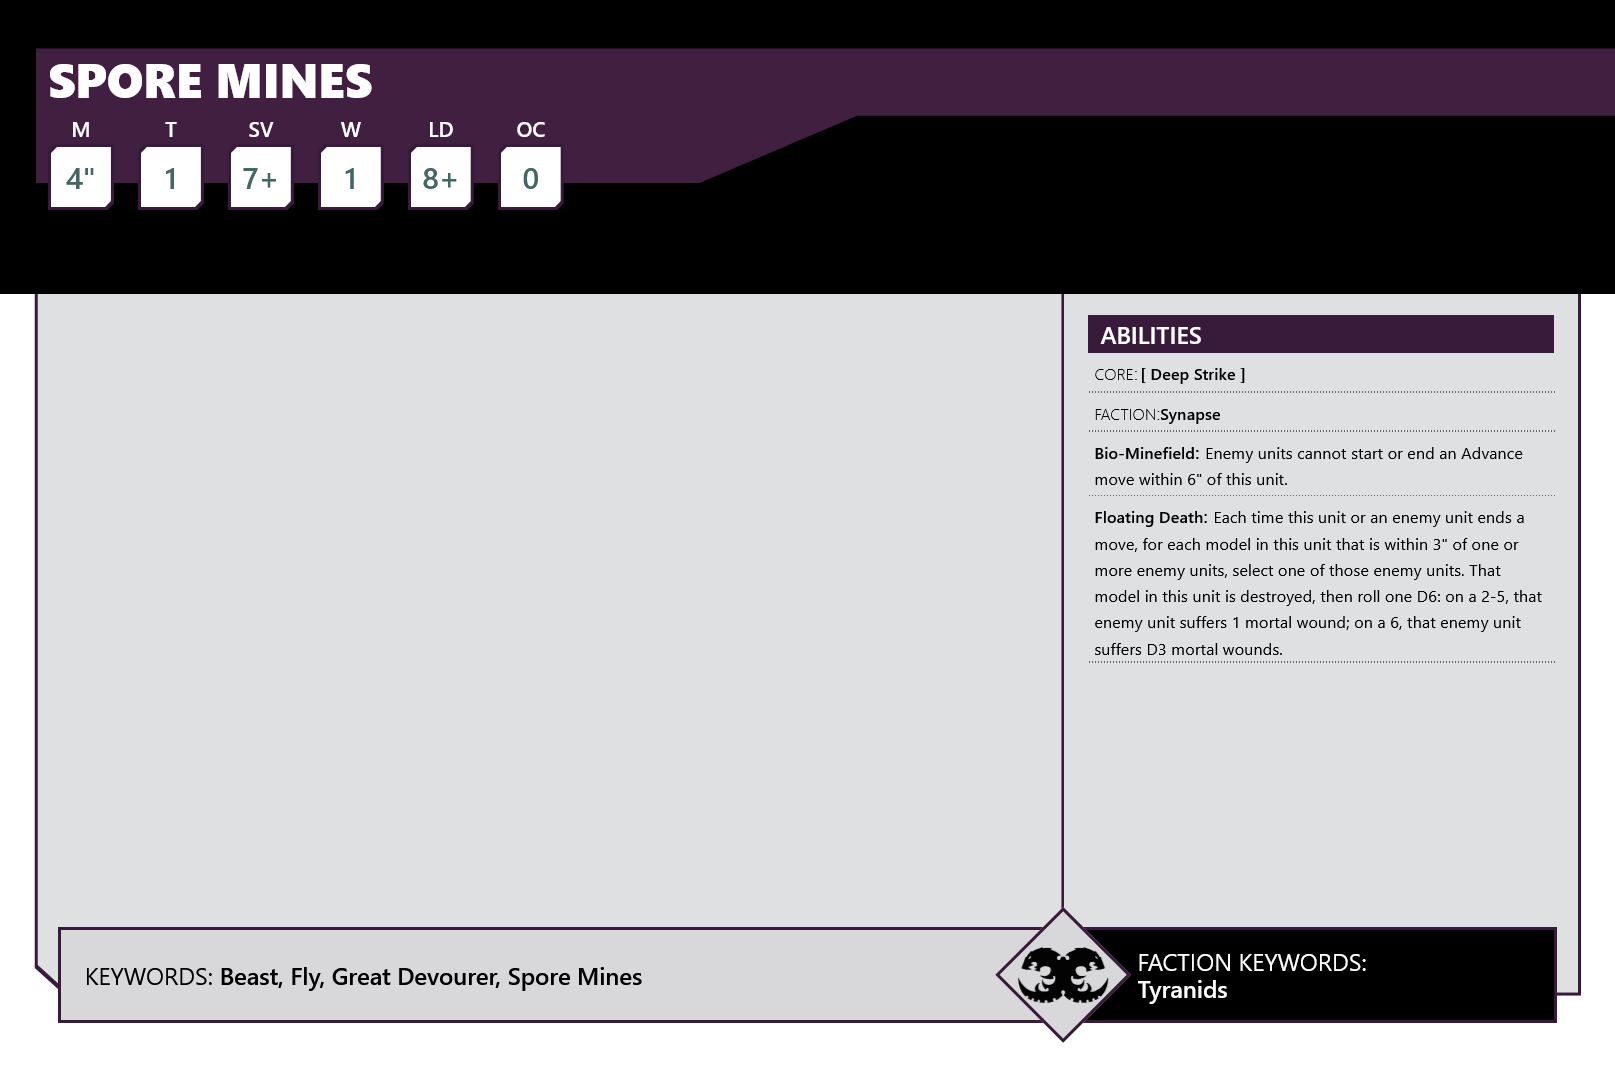 SPORE MINES
M T SV W LD OC
4" 1 7+ 1 8+ 0
ABILITIES
CORE: [ Deep Strike ]
FACTION:Synapse
Bio-Minefield: Enemy units cannot start or end an Advance
move within 6" of this unit.
Floating Death: Each time this unit or an enemy unit ends a
move, for each model in this unit that is within 3" of one or
more enemy units, select one of those enemy units. That
model in this unit is destroyed, then roll one D6: on a 2-5, that
enemy unit suffers 1 mortal wound; on a 6, that enemy unit
suffers D3 mortal wounds.
KEYWORDS: Beast, Fly, Great Devourer, Spore Mines
FACTION KEYWORDS:
Tyranids